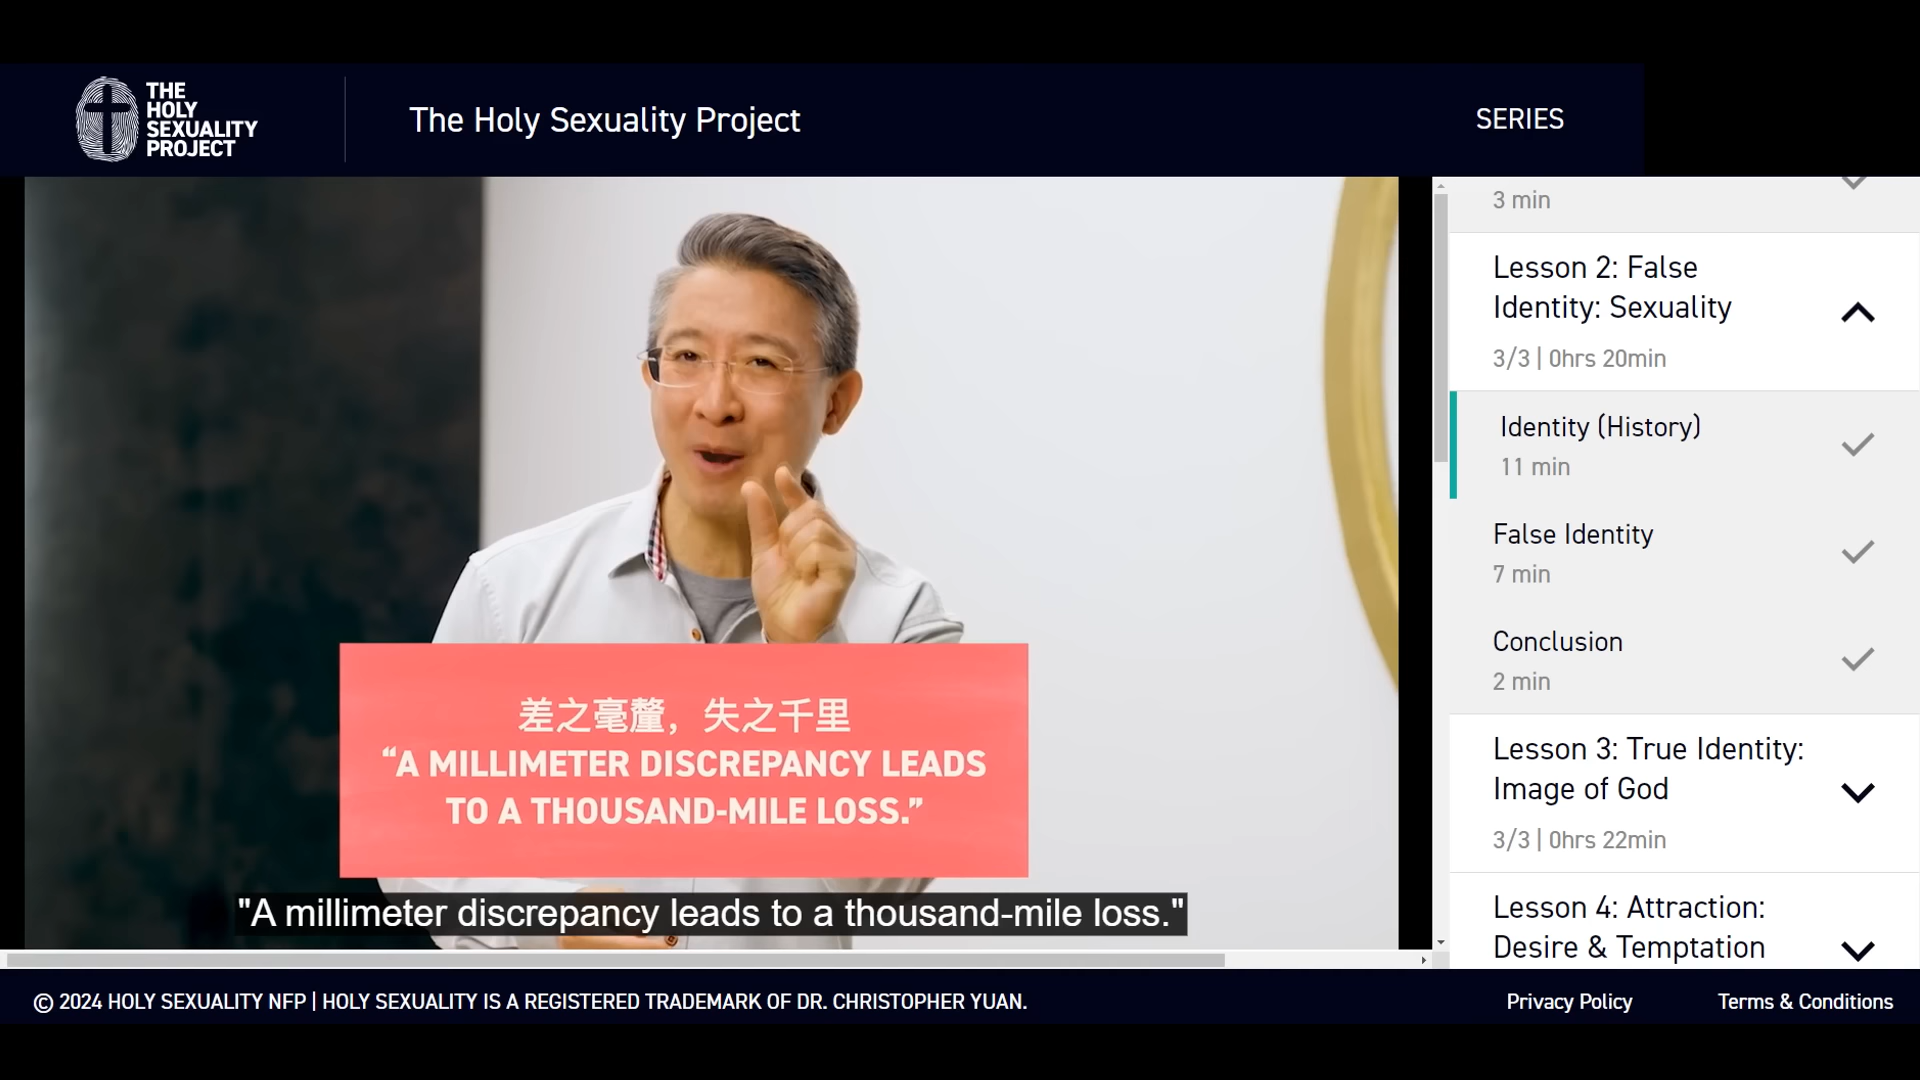 THE
HOLY
SEXUALITY
PROJECT
The Holy Sexuality Project
SERIES
差之毫釐，失之千里
“A MILLIMETER DISCREPANCY LEADS
TO A THOUSAND-MILE LOSS.”
"A millimeter discrepancy leads to a thousand-mile loss."
3 min
Lesson 2: False
Identity: Sexuality
3/3 | 0hrs 20min
Identity (History)
11 min
False Identity
7 min
Conclusion
2 min
Lesson 3: True Identity:
Image of God
3/3 | 0hrs 22min
Lesson 4: Attraction:
Desire & Temptation
© 2024 HOLY SEXUALITY NFP | HOLY SEXUALITY IS A REGISTERED TRADEMARK OF DR. CHRISTOPHER YUAN.
Privacy Policy
Terms & Conditions